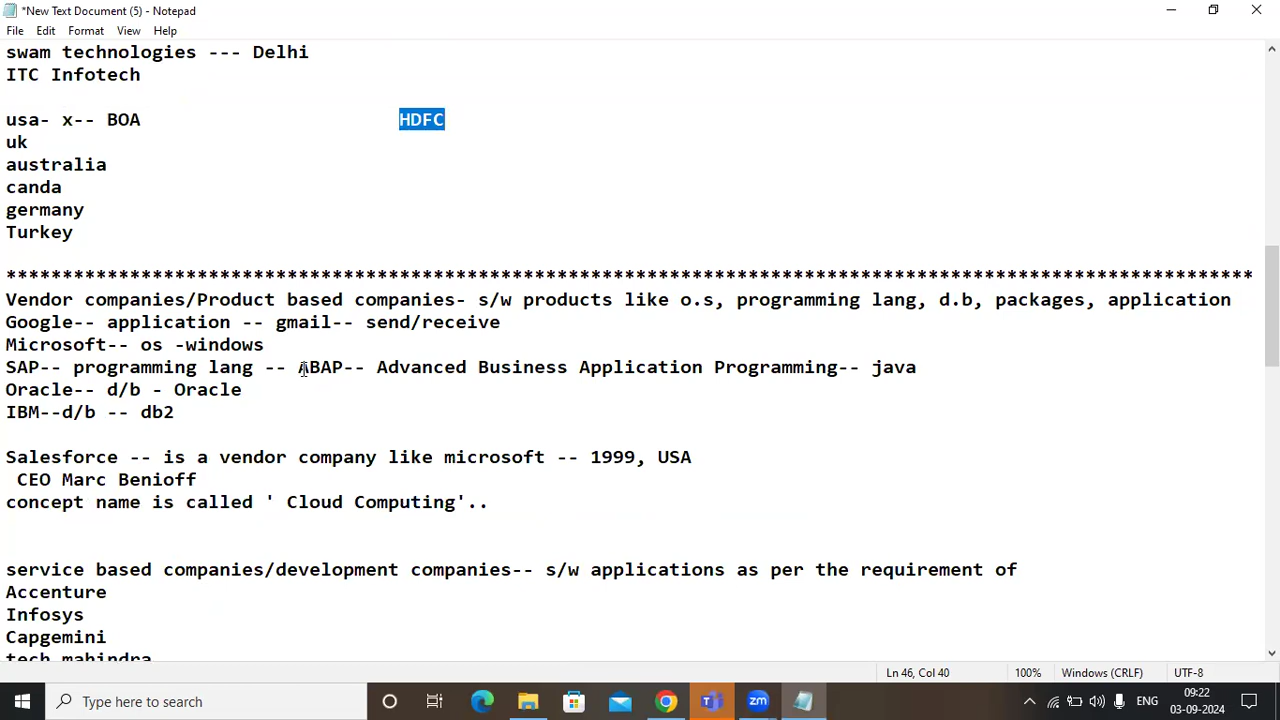 *New Text Document (5) - Notepad
File Edit Format View Help
swam technologies --- Delhi
ITC Infotech
usa- x-- BOA HDFC
uk
australia
canda
germany
Turkey
***************************************************************************************************************
Vendor companies/Product based companies- s/w products like o.s, programming lang, d.b, packages, application
Google-- application -- gmail-- send/receive
Microsoft-- os -windows
SAP-- programming lang -- ABAP-- Advanced Business Application Programming-- java
Oracle-- d/b - Oracle
IBM--d/b -- db2
Salesforce -- is a vendor company like microsoft -- 1999, USA
CEO Marc Benioff
concept name is called ' Cloud Computing'..
service based companies/development companies-- s/w applications as per the requirement of
Accenture
Infosys
Capgemini
tech mahindra
Ln 46, Col 40 100% Windows (CRLF) UTF-8
Type here to search
ENG
09:22
03-09-2024